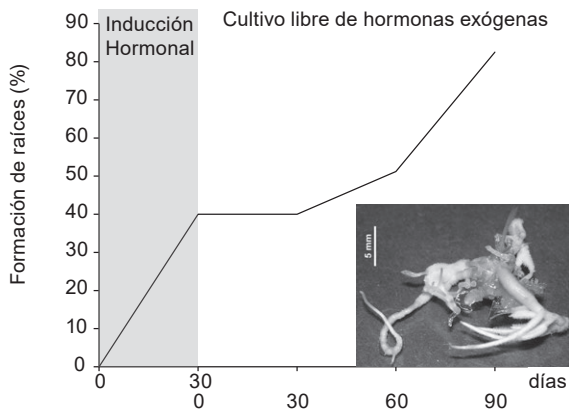 Inducción
Hormonal
Cultivo libre de hormonas exógenas
Formación de raíces (%)
90
80
70
60
50
40
30
20
10
0
5 mm
0 30 días
0 30 60 90